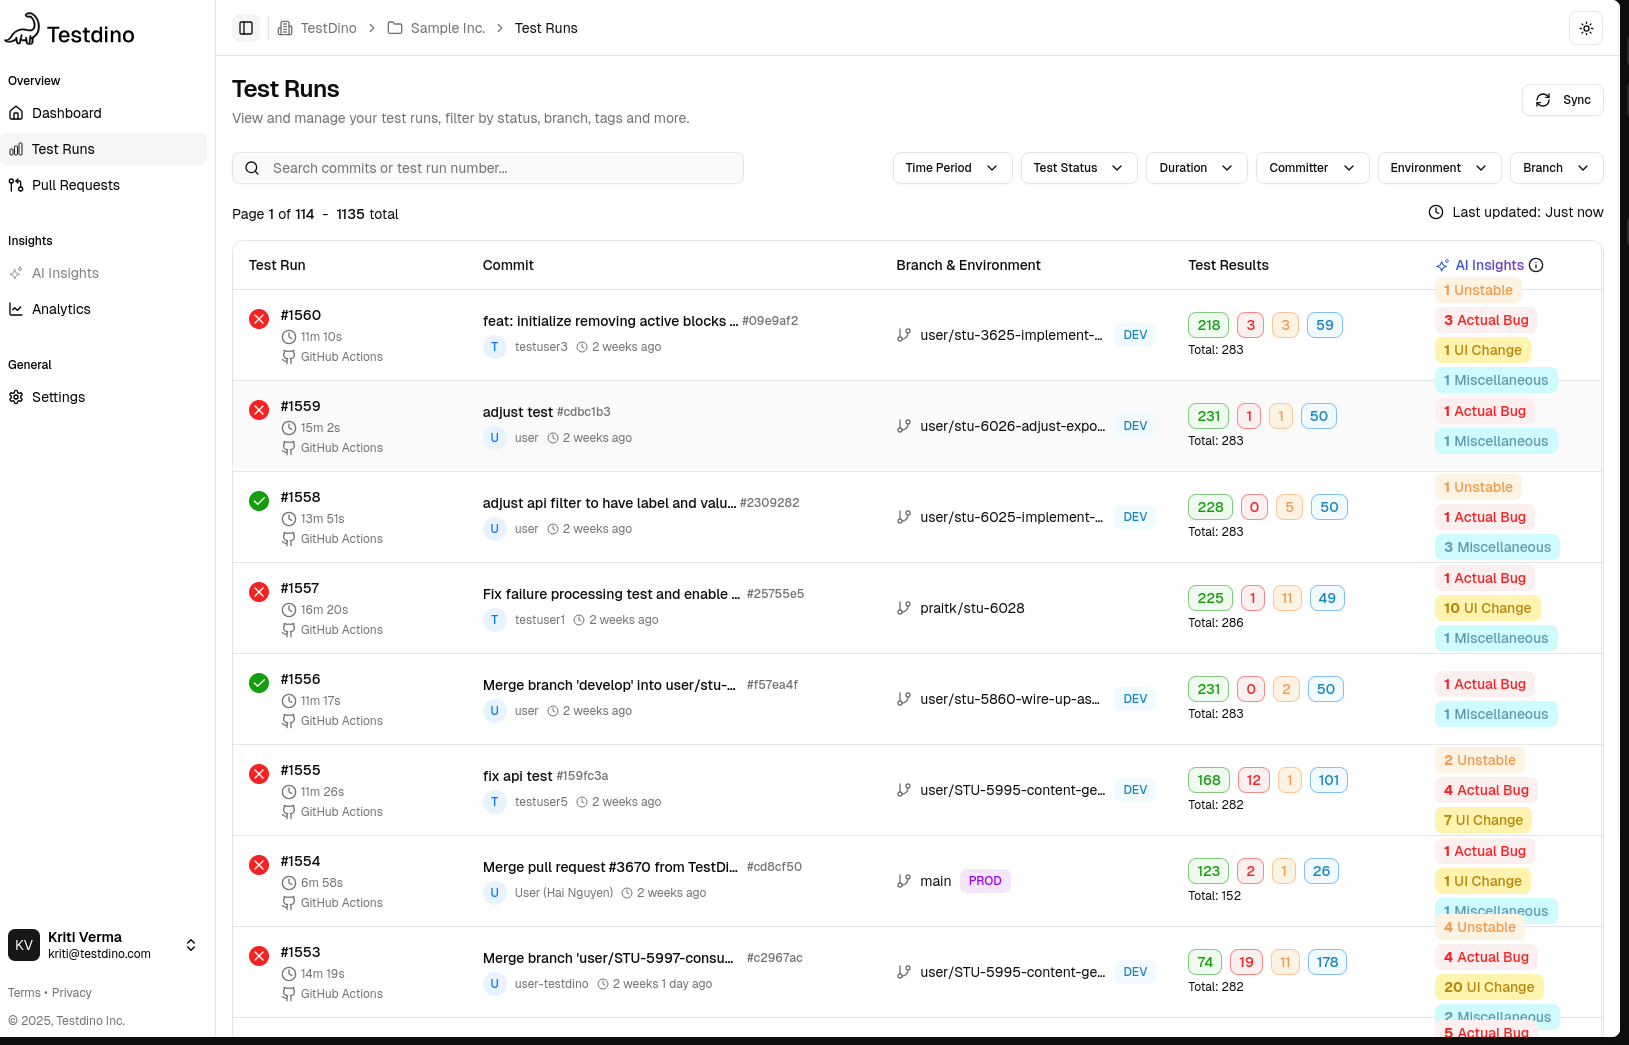 Testdino
Overview
Dashboard
Test Runs
Pull Requests
Insights
AI Insights
Analytics
General
Settings
KV
Kriti Verma
kriti@testdino.com
Terms • Privacy
© 2025, Testdino Inc.
TestDino > Sample Inc. > Test Runs
Test Runs
View and manage your test runs, filter by status, branch, tags and more.
Sync
Search commits or test run number...
Time Period
Test Status
Duration
Committer
Environment
Branch
Page 1 of 114 - 1135 total
Last updated: Just now
Test Run Commit Branch & Environment Test Results AI Insights
#1560
11m 10s
GitHub Actions
feat: initialize removing active blocks ... #09e9af2
T testuser3 2 weeks ago
user/stu-3625-implement-... DEV
218 3 3 59
Total: 283
1 Unstable
3 Actual Bug
1 UI Change
1 Miscellaneous
#1559
15m 2s
GitHub Actions
adjust test #cdbc1b3
U user 2 weeks ago
user/stu-6026-adjust-expo... DEV
231 1 1 50
Total: 283
1 Actual Bug
1 Miscellaneous
#1558
13m 51s
GitHub Actions
adjust api filter to have label and valu... #2309282
U user 2 weeks ago
user/stu-6025-implement-... DEV
228 0 5 50
Total: 283
1 Unstable
1 Actual Bug
3 Miscellaneous
#1557
16m 20s
GitHub Actions
Fix failure processing test and enable ... #25755e5
T testuser1 2 weeks ago
praitk/stu-6028
225 1 11 49
Total: 286
1 Actual Bug
10 UI Change
1 Miscellaneous
#1556
11m 17s
GitHub Actions
Merge branch 'develop' into user/stu-... #f57ea4f
U user 2 weeks ago
user/stu-5860-wire-up-as... DEV
231 0 2 50
Total: 283
1 Actual Bug
1 Miscellaneous
#1555
11m 26s
GitHub Actions
fix api test #159fc3a
T testuser5 2 weeks ago
user/STU-5995-content-ge... DEV
168 12 1 101
Total: 282
2 Unstable
4 Actual Bug
7 UI Change
#1554
6m 58s
GitHub Actions
Merge pull request #3670 from TestDi... #cd8cf50
U User (Hai Nguyen) 2 weeks ago
main PROD
123 2 1 26
Total: 152
1 Actual Bug
1 UI Change
1 Miscellaneous
#1553
14m 19s
GitHub Actions
Merge branch 'user/STU-5997-consu... #c2967ac
U user-testdino 2 weeks 1 day ago
user/STU-5995-content-ge... DEV
74 19 11 178
Total: 282
4 Unstable
4 Actual Bug
20 UI Change
2 Miscellaneous
5 Actual Bug